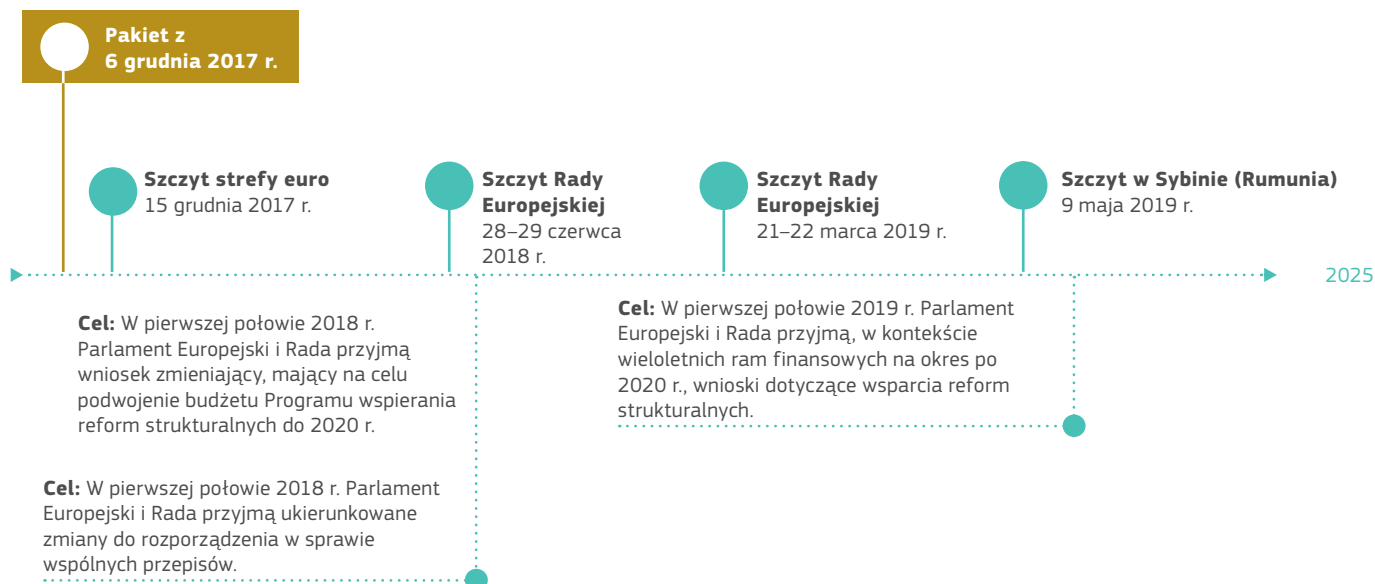 Pakiet z
6 grudnia 2017 r.
Szczyt strefy euro
15 grudnia 2017 r.
Szczyt Rady
Europejskiej
28–29 czerwca
2018 r.
Szczyt Rady
Europejskiej
21–22 marca 2019 r.
Szczyt w Sybinie (Rumunia)
9 maja 2019 r.
2025
Cel: W pierwszej połowie 2018 r.
Parlament Europejski i Rada przyjmą
wniosek zmieniający, mający na celu
podwojenie budżetu Programu wspierania
reform strukturalnych do 2020 r.
Cel: W pierwszej połowie 2018 r. Parlament
Europejski i Rada przyjmą ukierunkowane
zmiany do rozporządzenia w sprawie
wspólnych przepisów.
Cel: W pierwszej połowie 2019 r. Parlament
Europejski i Rada przyjmą, w kontekście
wieloletnich ram finansowych na okres po
2020 r., wnioski dotyczące wsparcia reform
strukturalnych.